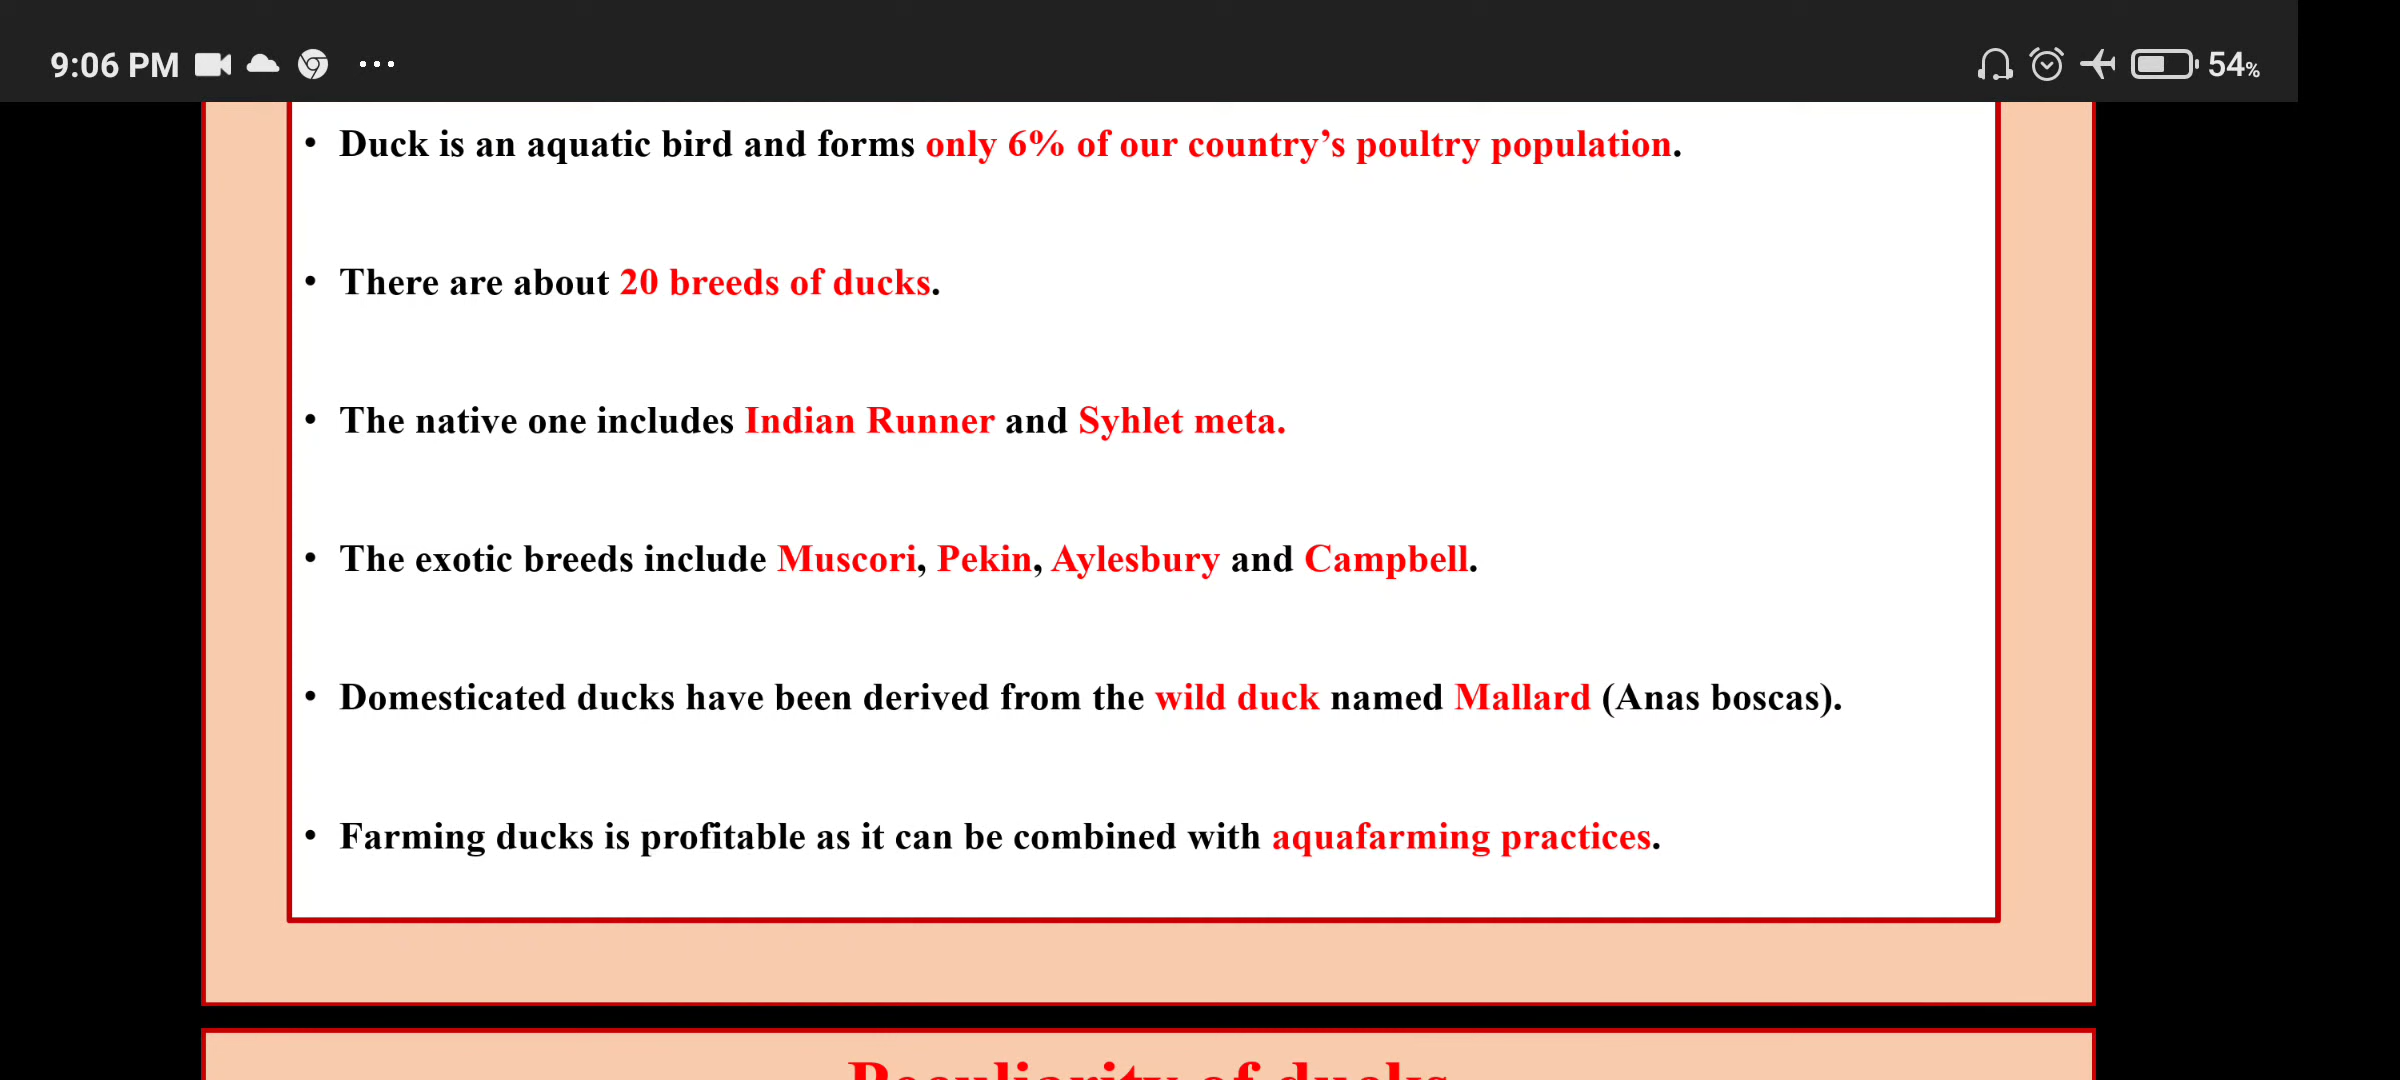 9:06 PM ... 54%
• Duck is an aquatic bird and forms only 6% of our country’s poultry population.
• There are about 20 breeds of ducks.
• The native one includes Indian Runner and Syhlet meta.
• The exotic breeds include Muscori, Pekin, Aylesbury and Campbell.
• Domesticated ducks have been derived from the wild duck named Mallard (Anas boscas).
• Farming ducks is profitable as it can be combined with aquafarming practices.
Peculiarity of ducks